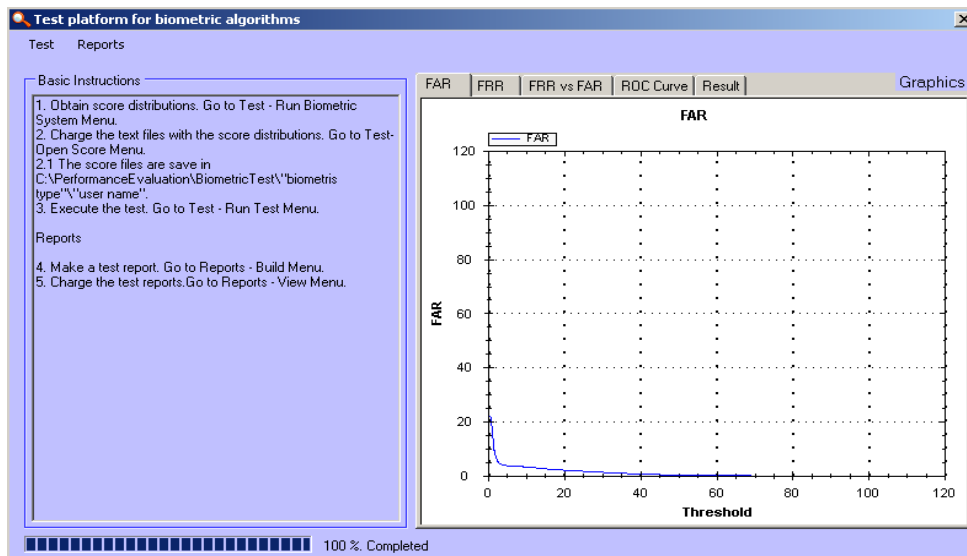 Test platform for biometric algorithms
Test Reports
Basic Instructions
1. Obtain score distributions. Go to Test - Run Biometric
System Menu.
2. Charge the text files with the score distributions. Go to Test-
Open Score Menu.
2.1 The score files are save in
C:\PerformanceEvaluation\BiometricTest\"biometris
type"\"user name".
3. Execute the test. Go to Test - Run Test Menu.
Reports
4. Make a test report. Go to Reports - Build Menu.
5. Charge the test reports.Go to Reports - View Menu.
100 %. Completed
FAR FRR FRR vs FAR ROC Curve Result
Graphics
FAR
FAR
120
100
80
60
40
20
0
FAR
0 20 40 60 80 100 120
Threshold